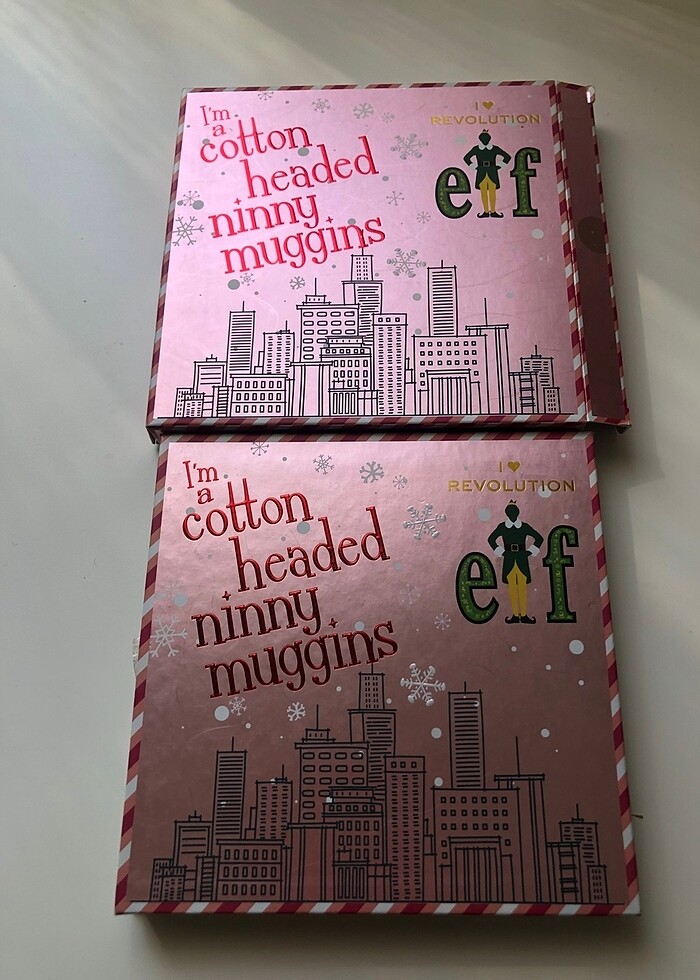 I'm
a
cotton
headed
ninny
muggins
I ♥
REVOLUTION
elf
I'm
a
cotton
headed
ninny
muggins
I ♥
REVOLUTION
elf